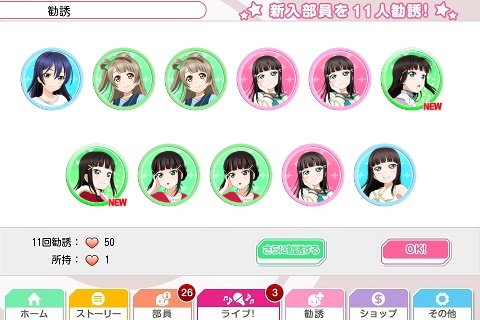 勧誘
新入部員を11人勧誘!
NEW
NEW
11回勧誘: 50
所持: 1
さらに勧誘する
OK!
26
3
ホーム
ストーリー
部員
ライブ!
勧誘
ショップ
その他